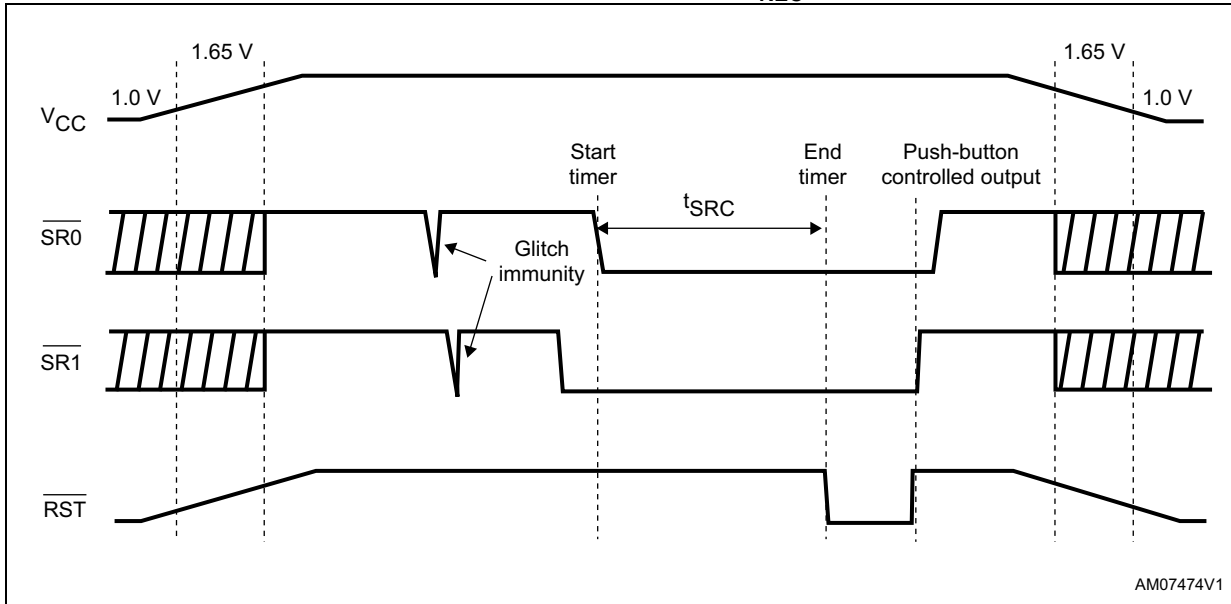 1.65 V
1.65 V
1.0 V
1.0 V
VCC
Start
timer
End
timer
Push-button
controlled output
tSRC
SR0
Glitch
immunity
SR1
RST
AM07474V1